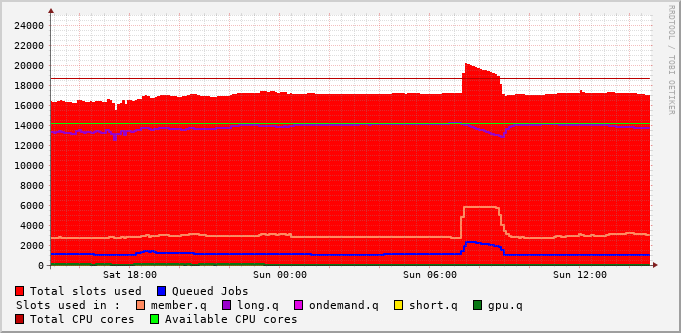 24000
22000
20000
18000
16000
14000
12000
10000
8000
6000
4000
2000
0
Sat 18:00 Sun 00:00 Sun 06:00 Sun 12:00
Total slots used Queued Jobs
Slots used in : member.q long.q ondemand.q short.q gpu.q
Total CPU cores Available CPU cores
RRDTOOL / TOBI OETIKER